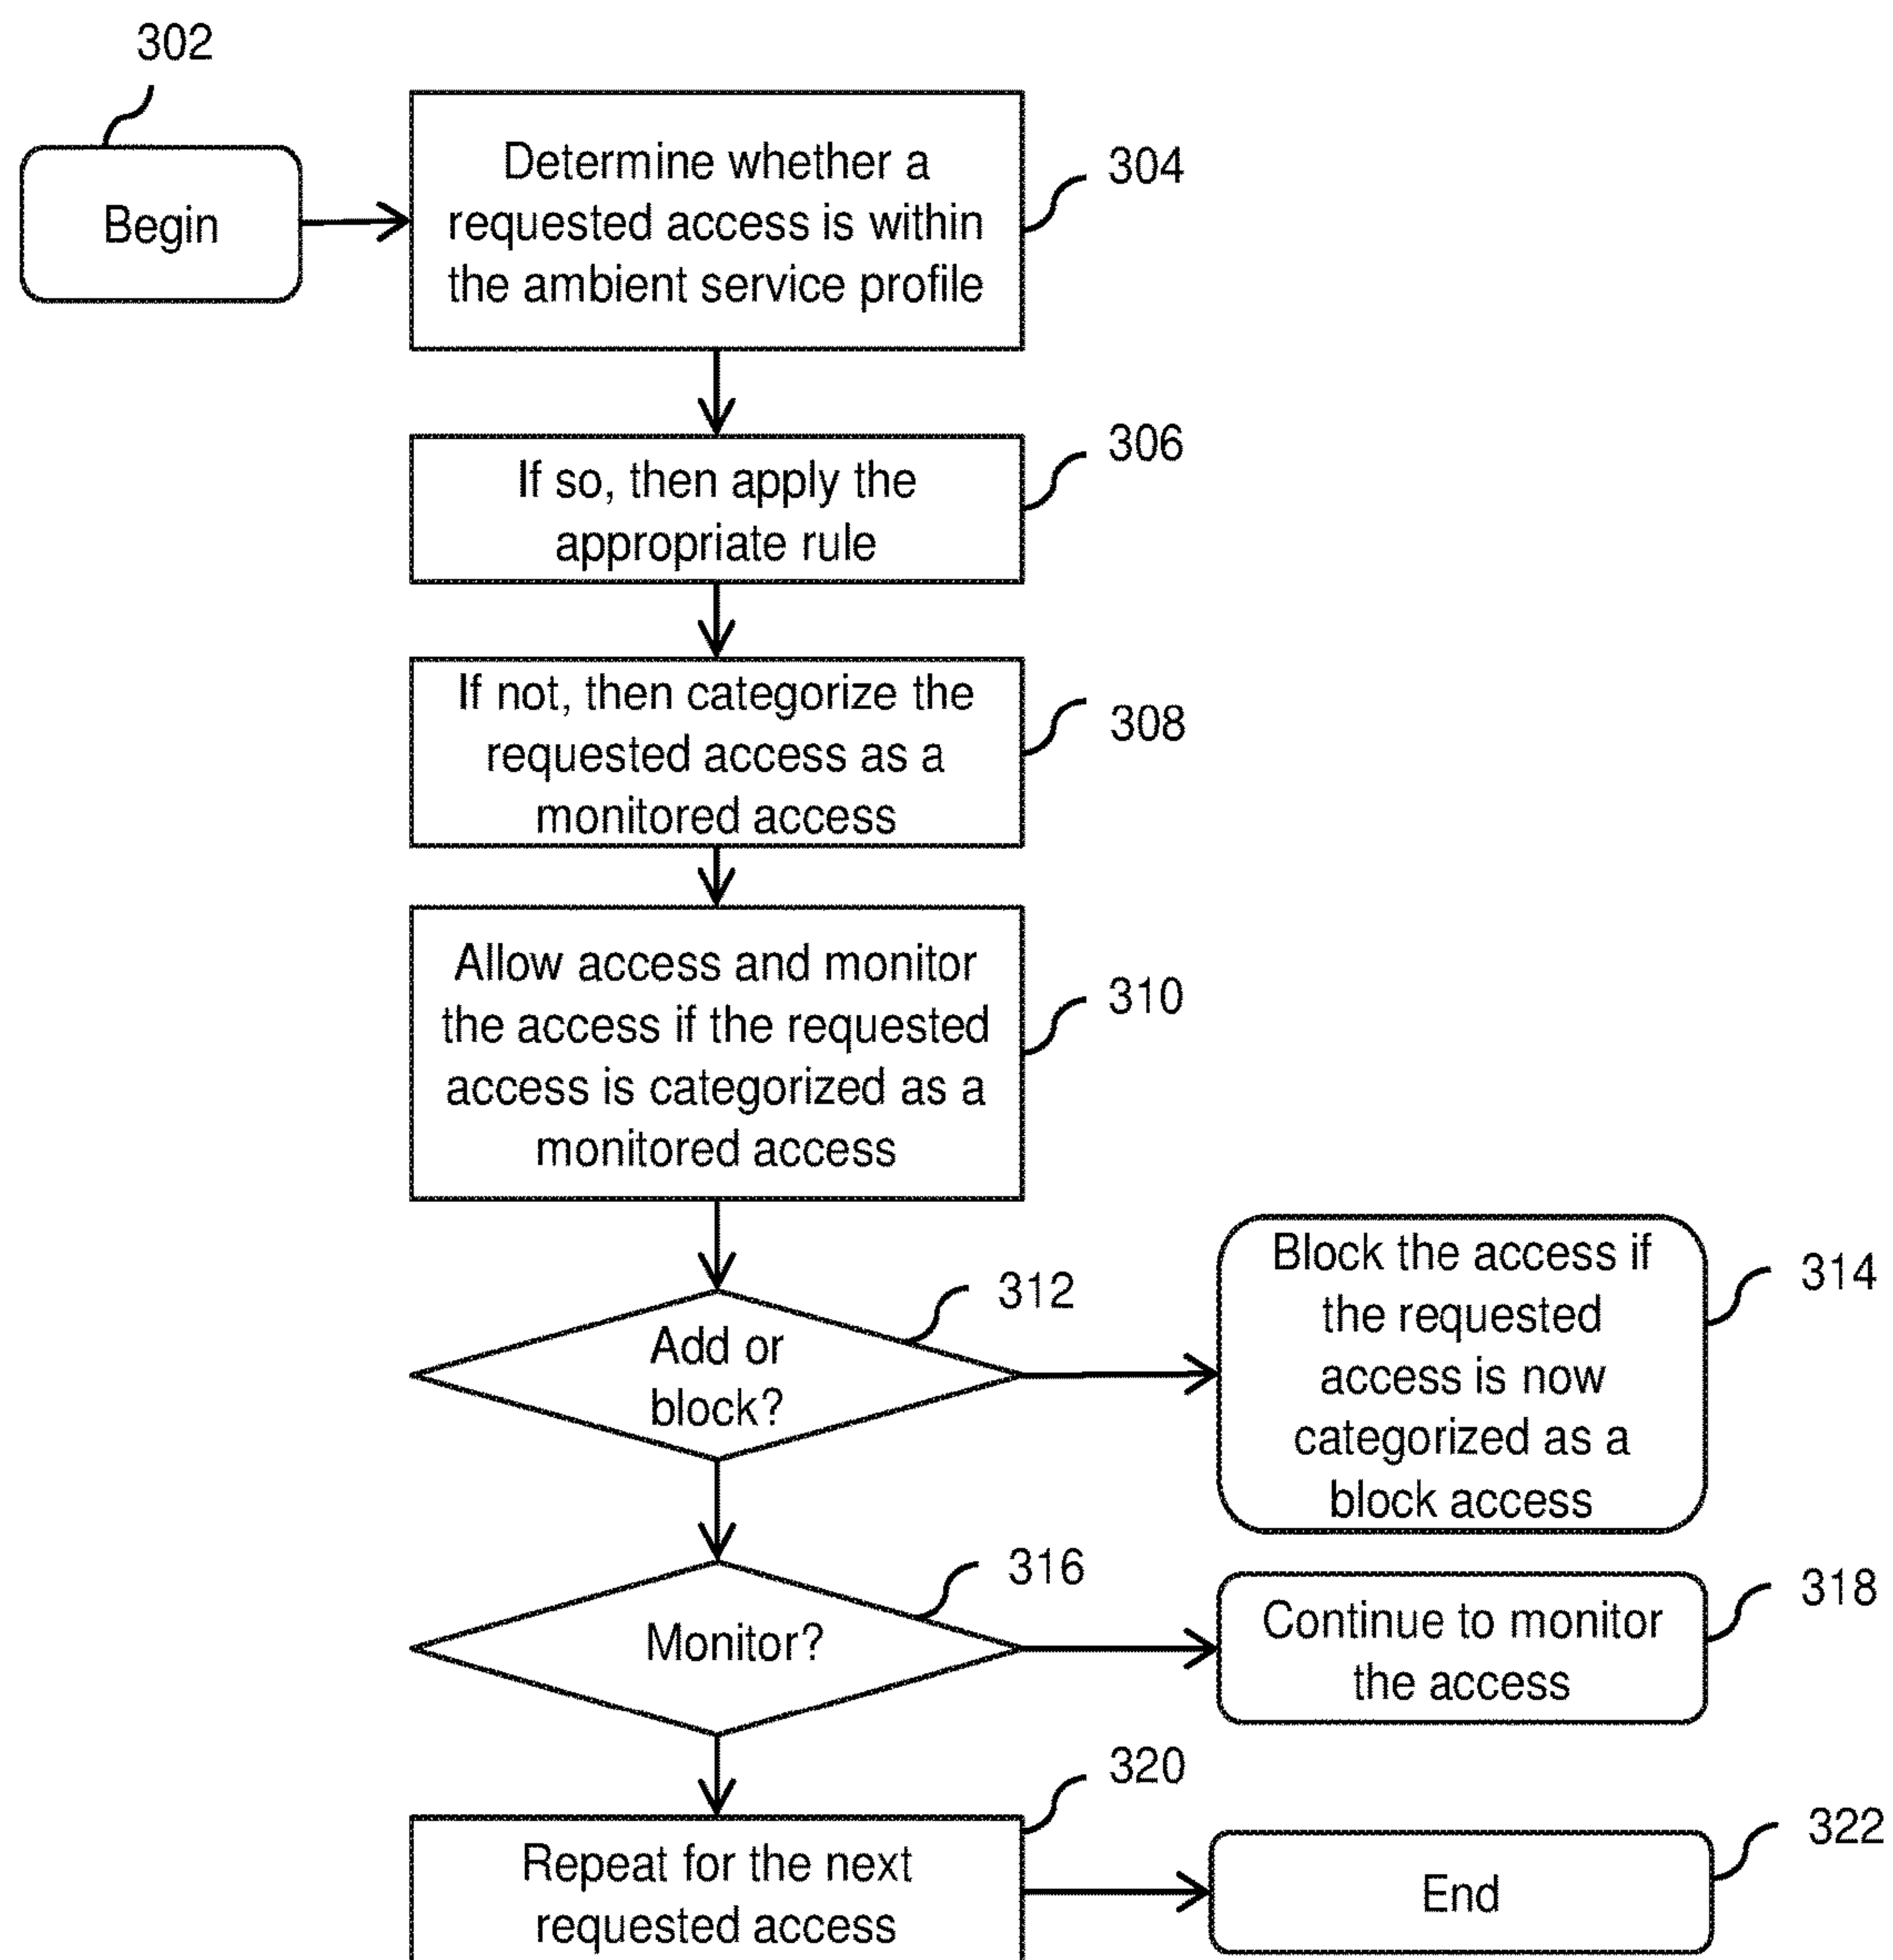 302
Begin
Determine whether a
requested access is within
the ambient service profile
304
If so, then apply the
appropriate rule
306
If not, then categorize the
requested access as a
monitored access
308
Allow access and monitor
the access if the requested
access is categorized as a
monitored access
310
Add or
block?
312
Block the access if
the requested
access is now
categorized as a
block access
314
Monitor?
316
Continue to monitor
the access
318
Repeat for the next
requested access
320
End
322